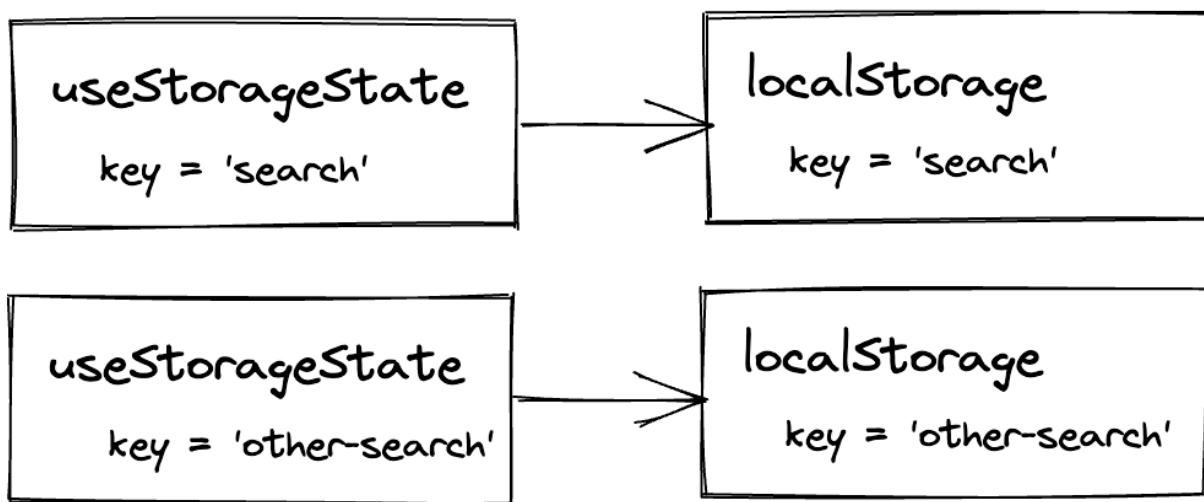 useStorageState
key = 'search'
localStorage
key = 'search'
useStorageState
key = 'other-search'
localStorage
key = 'other-search'